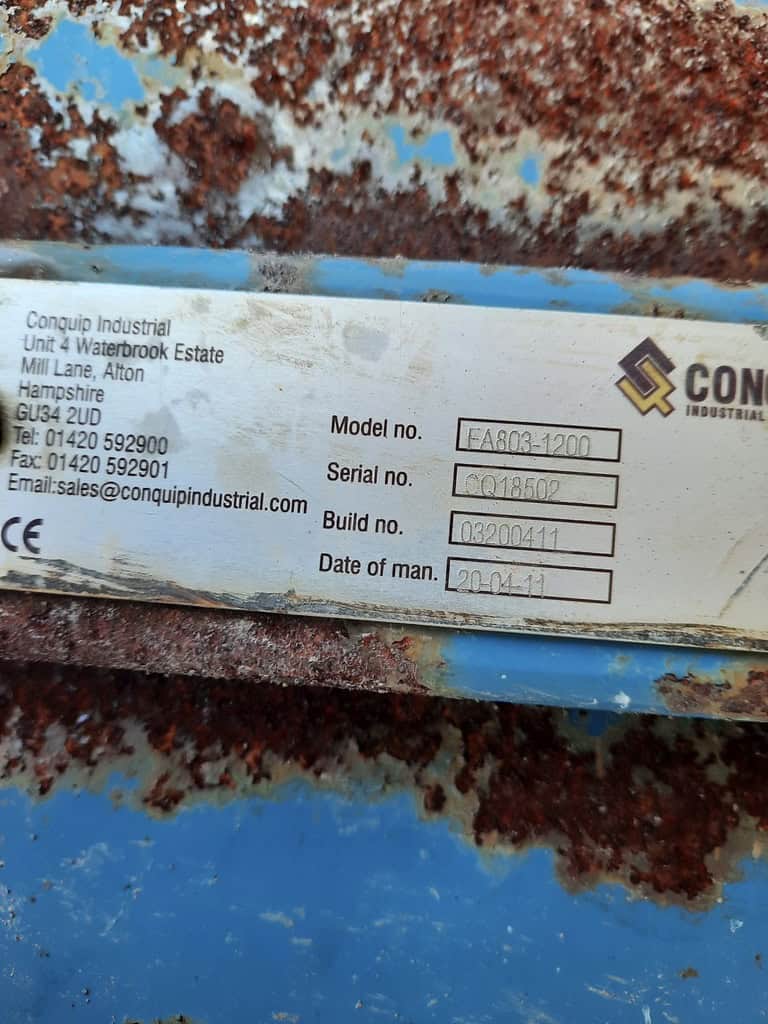 Conquip Industrial
Unit 4 Waterbrook Estate
Mill Lane, Alton
Hampshire
GU34 2UD
Tel: 01420 592900
Fax: 01420 592901
Email:sales@conquipindustrial.com
CE
CONQ
INDUSTRIAL
Model no. FA803-1200
Serial no. CQ18502
Build no. 03200411
Date of man. 20-04-11